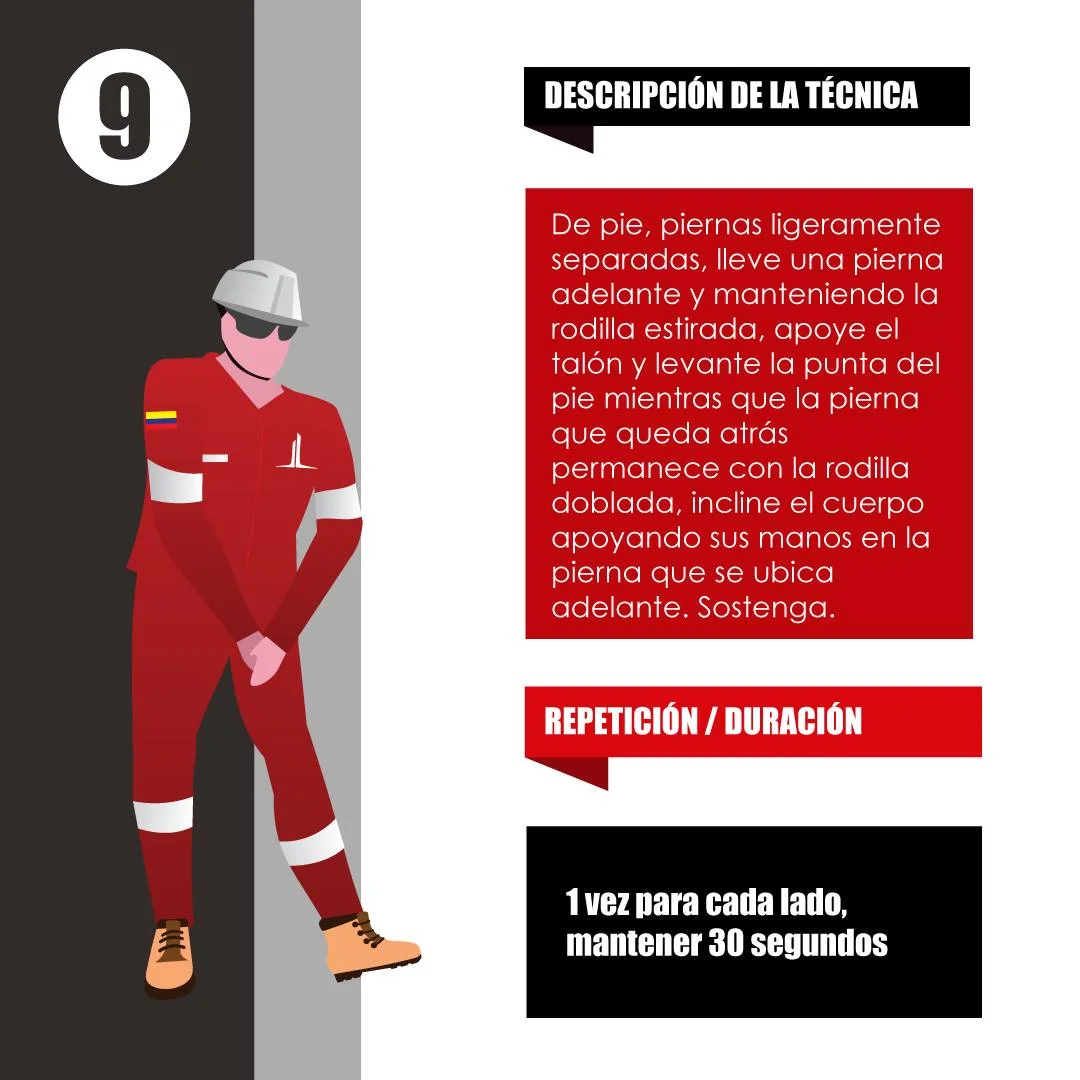 9
DESCRIPCIÓN DE LA TÉCNICA
De pie, piernas ligeramente
separadas, lleve una pierna
adelante y manteniendo la
rodilla estirada, apoye el
talón y levante la punta del
pie mientras que la pierna
que queda atrás
permanece con la rodilla
doblada, incline el cuerpo
apoyando sus manos en la
pierna que se ubica
adelante. Sostenga.
REPETICIÓN / DURACIÓN
1 vez para cada lado,
mantener 30 segundos